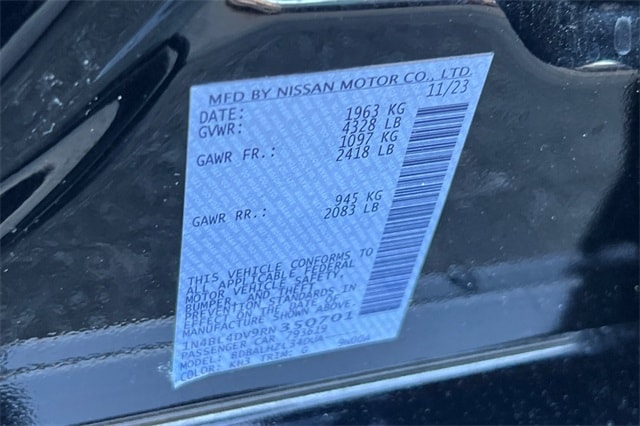 MFD BY NISSAN MOTOR CO., LTD.
DATE: 11/23
GVWR: 1963 KG
4328 LB
GAWR FR.: 1097 KG
2418 LB
GAWR RR.: 945 KG
2083 LB
THIS VEHICLE CONFORMS TO
ALL APPLICABLE FEDERAL
MOTOR VEHICLE SAFETY,
BUMPER, AND THEFT
PREVENTION STANDARDS IN
EFFECT ON THE DATE OF
MANUFACTURE SHOWN ABOVE.
1N4BL4DV9RN350701
PASSENGER CAR
MODEL:
COLOR: KH3 TRIM: G